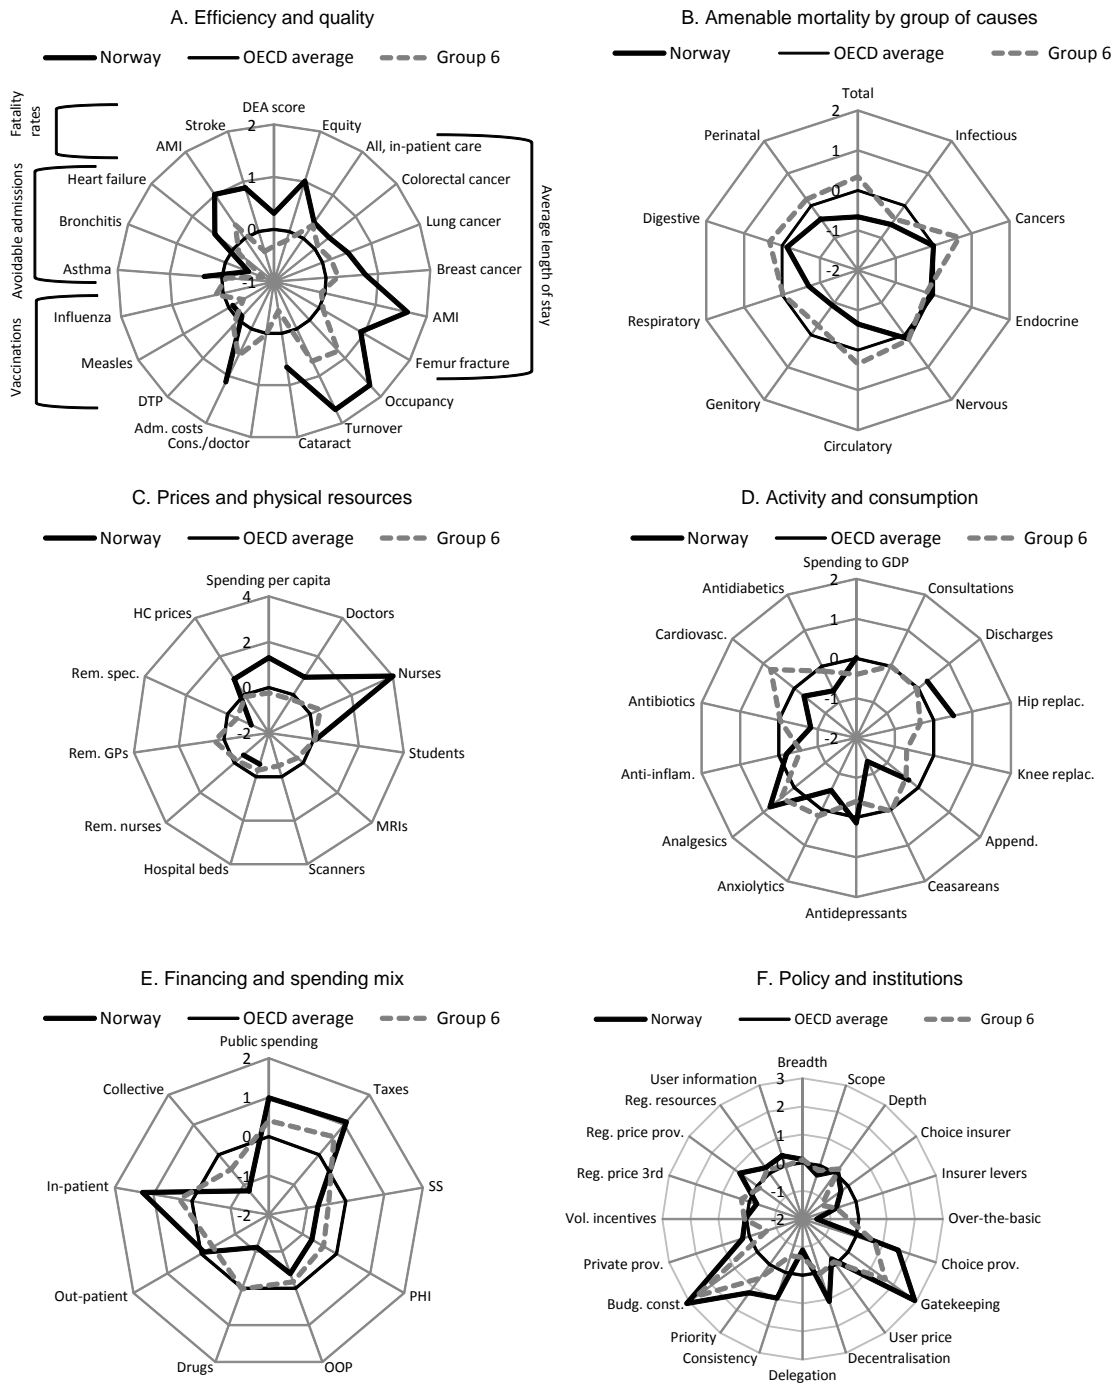 A. Efficiency and quality
Norway OECD average Group 6
Fatality rates
Avoidable admissions
Vaccinations
Average length of stay
DEA score
Equity
All, in-patient care
Colorectal cancer
Lung cancer
Breast cancer
AMI
Femur fracture
Occupancy
Turnover
Cataract
Cons./doctor
Adm. costs
DTP
Measles
Influenza
Asthma
Bronchitis
Heart failure
AMI
Stroke
2
1
0
-1
B. Amenable mortality by group of causes
Norway OECD average Group 6
Total
Infectious
Cancers
Endocrine
Nervous
Circulatory
Genitory
Respiratory
Digestive
Perinatal
2
1
0
-1
-2
C. Prices and physical resources
Norway OECD average Group 6
Spending per capita
Doctors
Nurses
Students
MRIs
Scanners
Hospital beds
Rem. nurses
Rem. GPs
Rem. spec.
HC prices
4
2
0
-2
D. Activity and consumption
Norway OECD average Group 6
Spending to GDP
Consultations
Discharges
Hip replac.
Knee replac.
Append.
Ceasareans
Antidepressants
Anxiolytics
Analgesics
Anti-inflam.
Antibiotics
Cardiovasc.
Antidiabetics
2
1
0
-1
-2
E. Financing and spending mix
Norway OECD average Group 6
Public spending
Taxes
SS
PHI
OOP
Drugs
Out-patient
In-patient
Collective
2
1
0
-1
-2
F. Policy and institutions
Norway OECD average Group 6
Breadth
Scope
Depth
Choice insurer
Insurer levers
Over-the-basic
Choice prov.
Gatekeeping
User price
Decentralisation
Delegation
Consistency
Priority
Budg. const.
Private prov.
Vol. incentives
Reg. price 3rd
Reg. price prov.
Reg. resources
User information
3
2
1
0
-1
-2